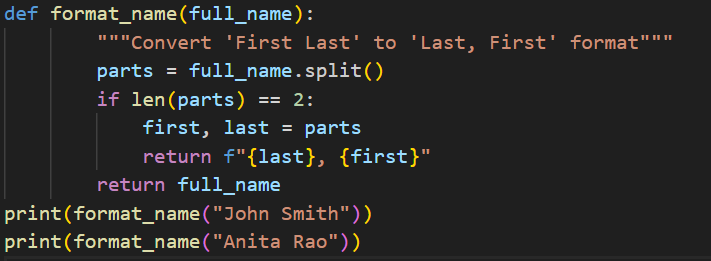 def format_name(full_name):
        """Convert 'First Last' to 'Last, First' format"""
        parts = full_name.split()
        if len(parts) == 2:
            first, last = parts
            return f"{last}, {first}"
        return full_name
print(format_name("John Smith"))
print(format_name("Anita Rao"))